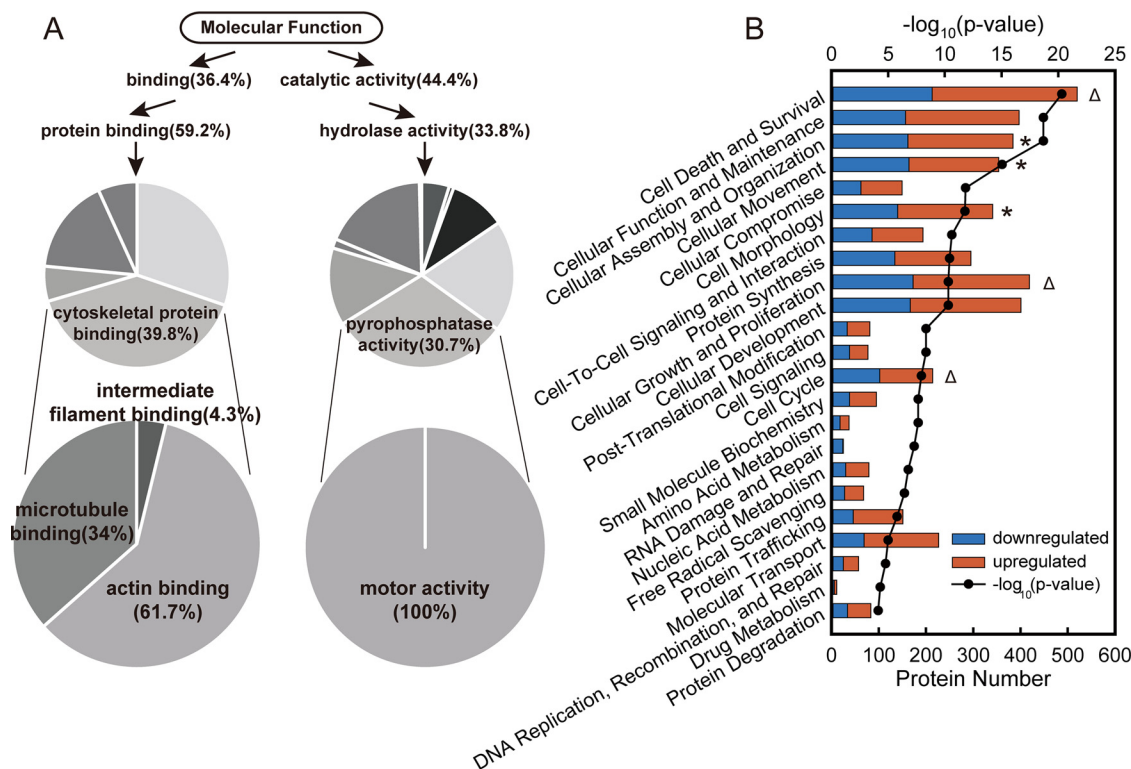 A
Molecular Function
binding(36.4%)
catalytic activity(44.4%)
protein binding(59.2%)
hydrolase activity(33.8%)
cytoskeletal protein
binding(39.8%)
pyrophosphatase
activity(30.7%)
intermediate
filament binding(4.3%)
microtubule
binding(34%)
actin binding
(61.7%)
motor activity
(100%)
B
-log10(p-value)
0 5 10 15 20 25
Cell Death and Survival
Cellular Function and Maintenance
Cellular Assembly and Organization
Cellular Movement
Cellular Compromise
Cell Morphology
Cell-To-Cell Signaling and Interaction
Protein Synthesis
Cellular Growth and Proliferation
Cellular Development
Post-Translational Modification
Cell Signaling
Cell Cycle
Small Molecule Biochemistry
Amino Acid Metabolism
RNA Damage and Repair
Nucleic Acid Metabolism
Free Radical Scavenging
Protein Trafficking
Molecular Transport
DNA Replication, Recombination, and Repair
Drug Metabolism
Protein Degradation
Δ
*
*
*
Δ
Δ
downregulated
upregulated
-log10(p-value)
0 100 200 300 400 500 600
Protein Number